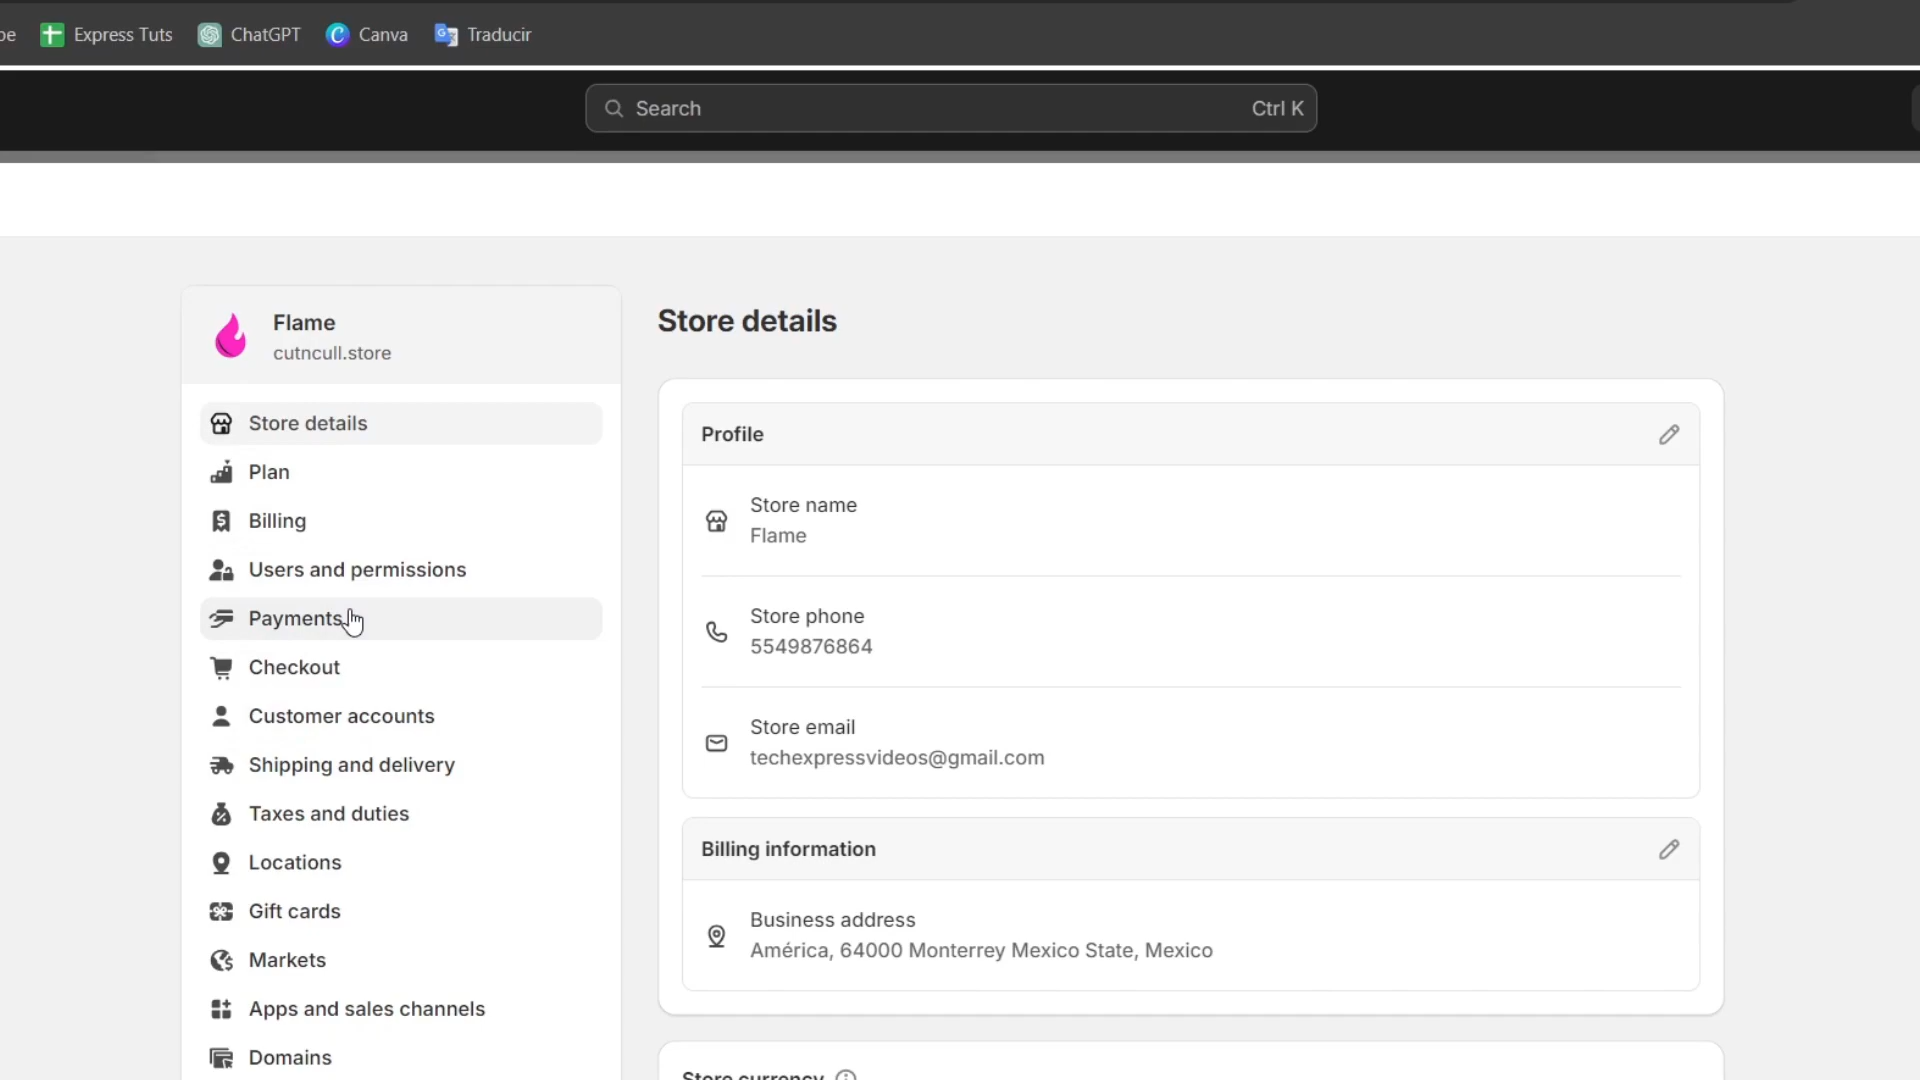 be Express Tuts ChatGPT Canva Traducir
Search Ctrl K
Flame
cutncull.store
Store details
Plan
Billing
Users and permissions
Payments
Checkout
Customer accounts
Shipping and delivery
Taxes and duties
Locations
Gift cards
Markets
Apps and sales channels
Domains
Store details
Profile
Store name
Flame
Store phone
5549876864
Store email
techexpressvideos@gmail.com
Billing information
Business address
América, 64000 Monterrey Mexico State, Mexico
Store currency